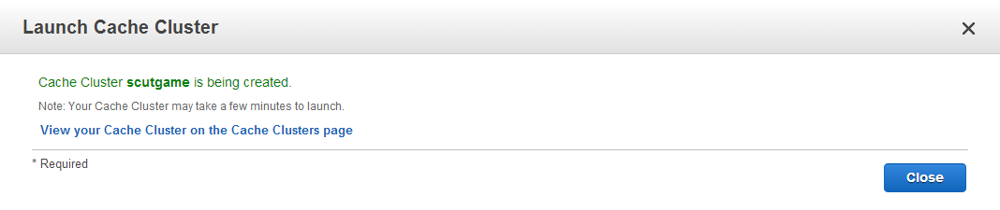 Launch Cache Cluster
Cache Cluster scutgame is being created.
Note: Your Cache Cluster may take a few minutes to launch.
View your Cache Cluster on the Cache Clusters page
* Required
Close